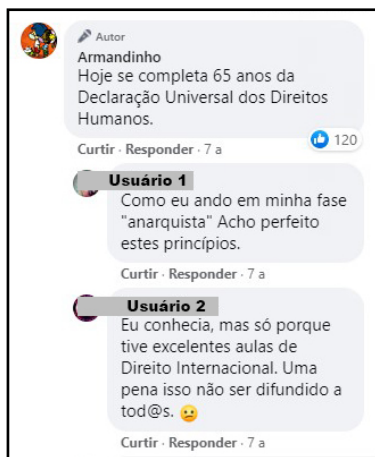 Autor
Armandinho
Hoje se completa 65 anos da
Declaração Universal dos Direitos
Humanos.
120
Curtir · Responder · 7 a
Usuário 1
Como eu ando em minha fase
"anarquista" Acho perfeito
estes princípios.
Curtir · Responder · 7 a
Usuário 2
Eu conhecia, mas só porque
tive excelentes aulas de
Direito Internacional. Uma
pena isso não ser difundido a
tod@s. 😕
Curtir · Responder · 7 a